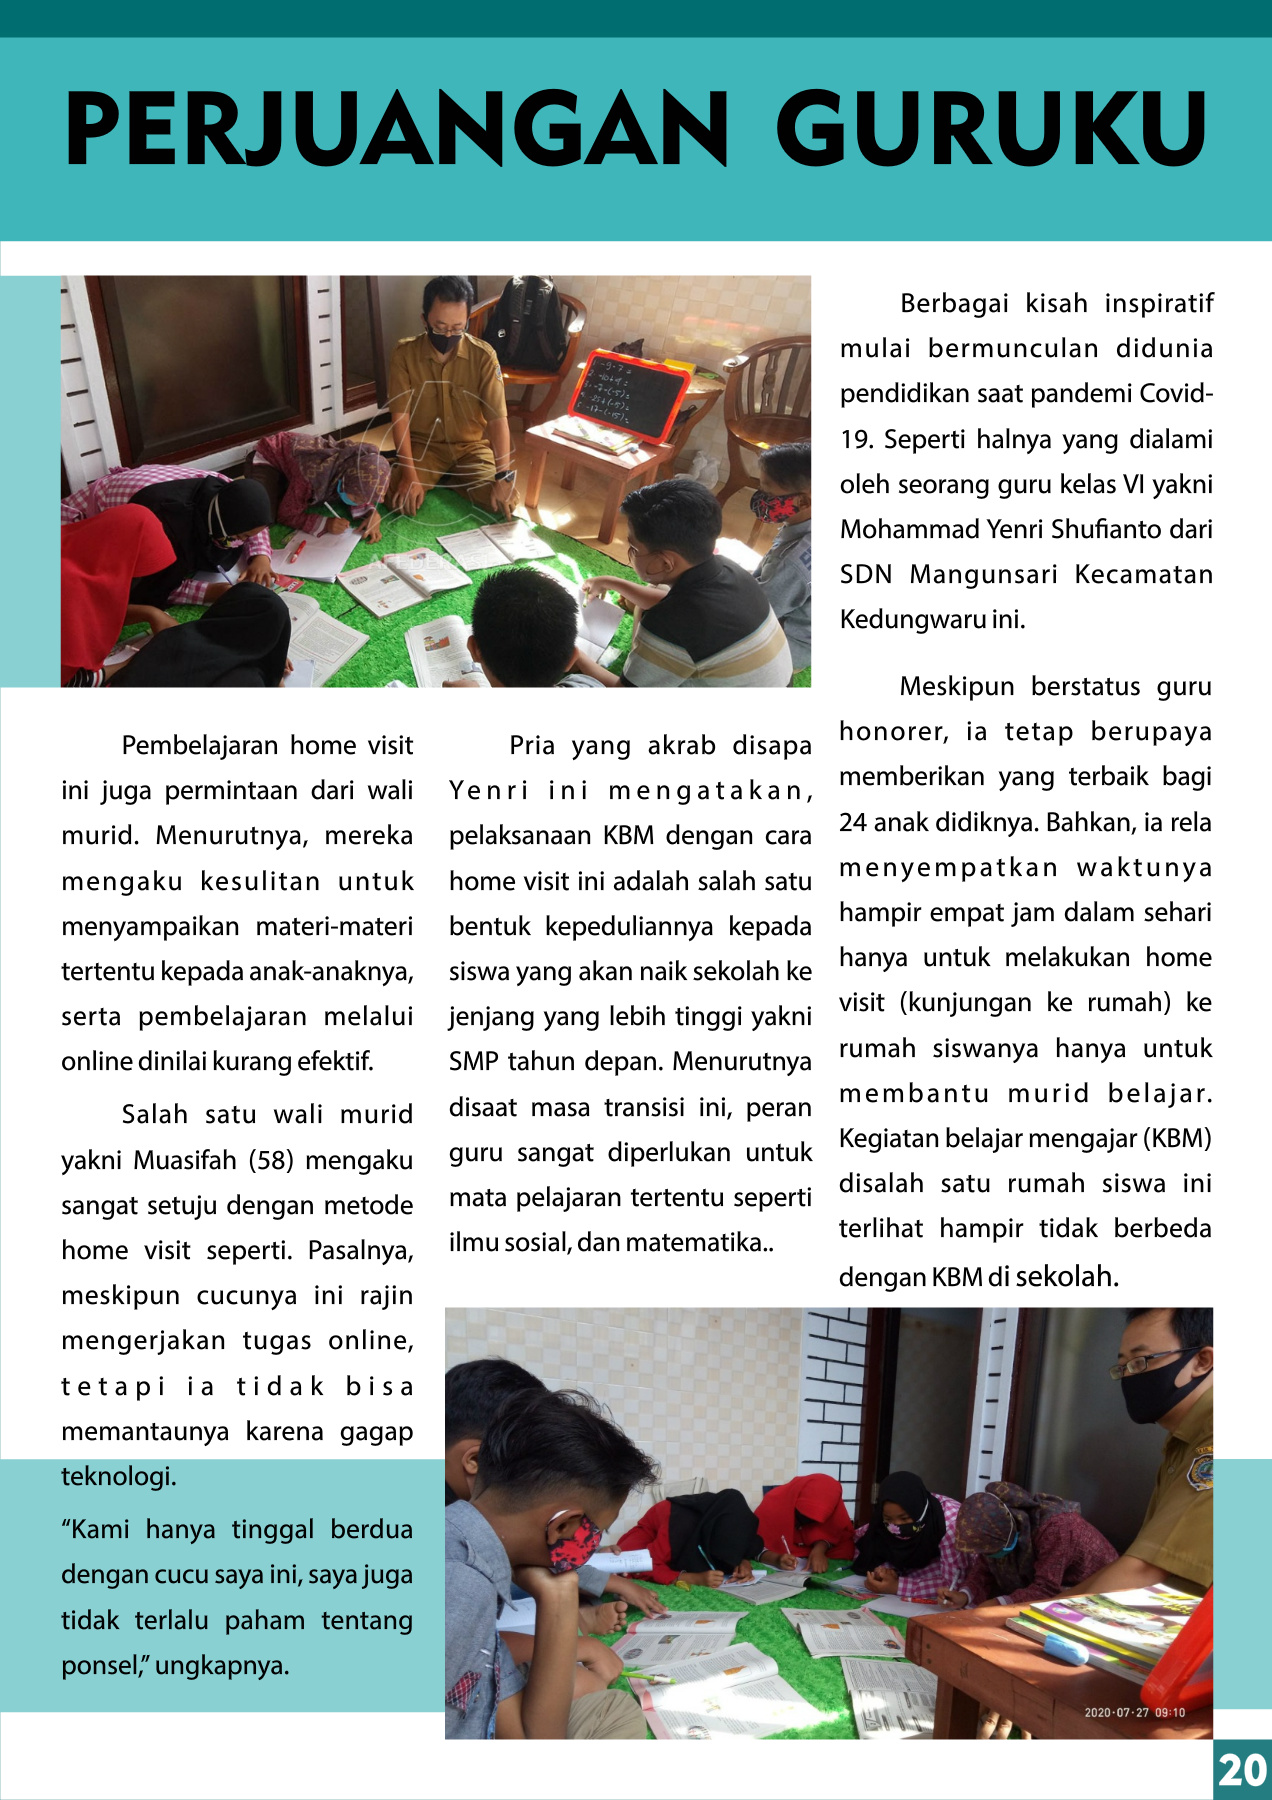 PERJUANGAN GURUKU
Berbagai kisah inspiratif
mulai bermunculan didunia
pendidikan saat pandemi Covid-
19. Seperti halnya yang dialami
oleh seorang guru kelas VI yakni
Mohammad Yenri Shufianto dari
SDN Mangunsari Kecamatan
Kedungwaru ini.
Meskipun berstatus guru
honorer, ia tetap berupaya
memberikan yang terbaik bagi
24 anak didiknya. Bahkan, ia rela
menyempatkan waktunya
hampir empat jam dalam sehari
hanya untuk melakukan home
visit (kunjungan ke rumah) ke
rumah siswanya hanya untuk
membantu murid belajar.
Kegiatan belajar mengajar (KBM)
disalah satu rumah siswa ini
terlihat hampir tidak berbeda
dengan KBM di sekolah.
Pria yang akrab disapa
Yenri ini mengatakan,
pelaksanaan KBM dengan cara
home visit ini adalah salah satu
bentuk kepeduliannya kepada
siswa yang akan naik sekolah ke
jenjang yang lebih tinggi yakni
SMP tahun depan. Menurutnya
disaat masa transisi ini, peran
guru sangat diperlukan untuk
mata pelajaran tertentu seperti
ilmu sosial, dan matematika..
Pembelajaran home visit
ini juga permintaan dari wali
murid. Menurutnya, mereka
mengaku kesulitan untuk
menyampaikan materi-materi
tertentu kepada anak-anaknya,
serta pembelajaran melalui
online dinilai kurang efektif.
Salah satu wali murid
yakni Muasifah (58) mengaku
sangat setuju dengan metode
home visit seperti. Pasalnya,
meskipun cucunya ini rajin
mengerjakan tugas online,
tetapi ia tidak bisa
memantaunya karena gagap
teknologi.
“Kami hanya tinggal berdua
dengan cucu saya ini, saya juga
tidak terlalu paham tentang
ponsel,” ungkapnya.
2020·07·27 09:10
20